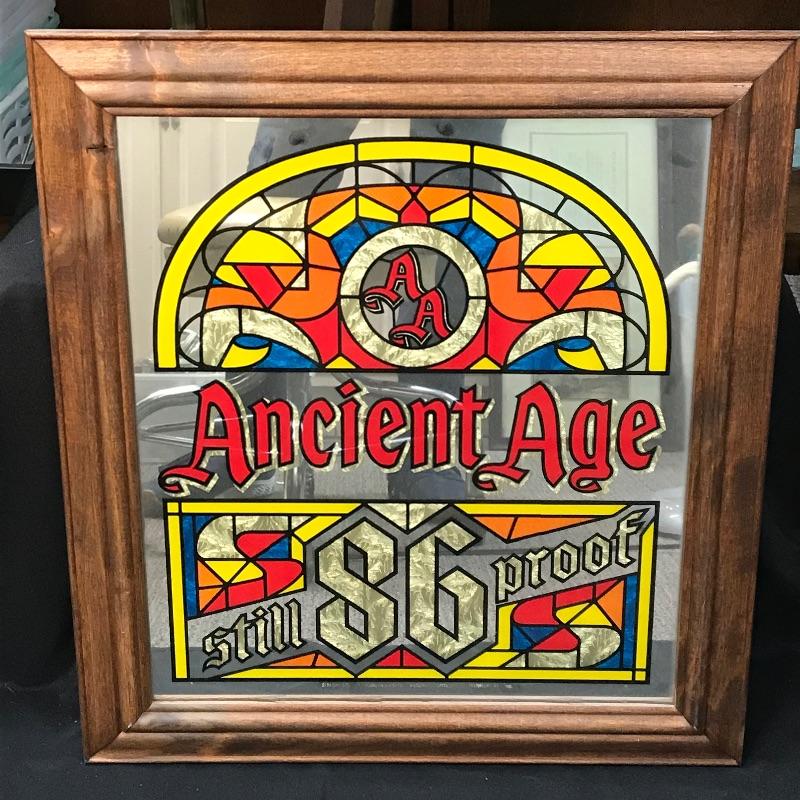 AA
Ancient Age
still 86 proof